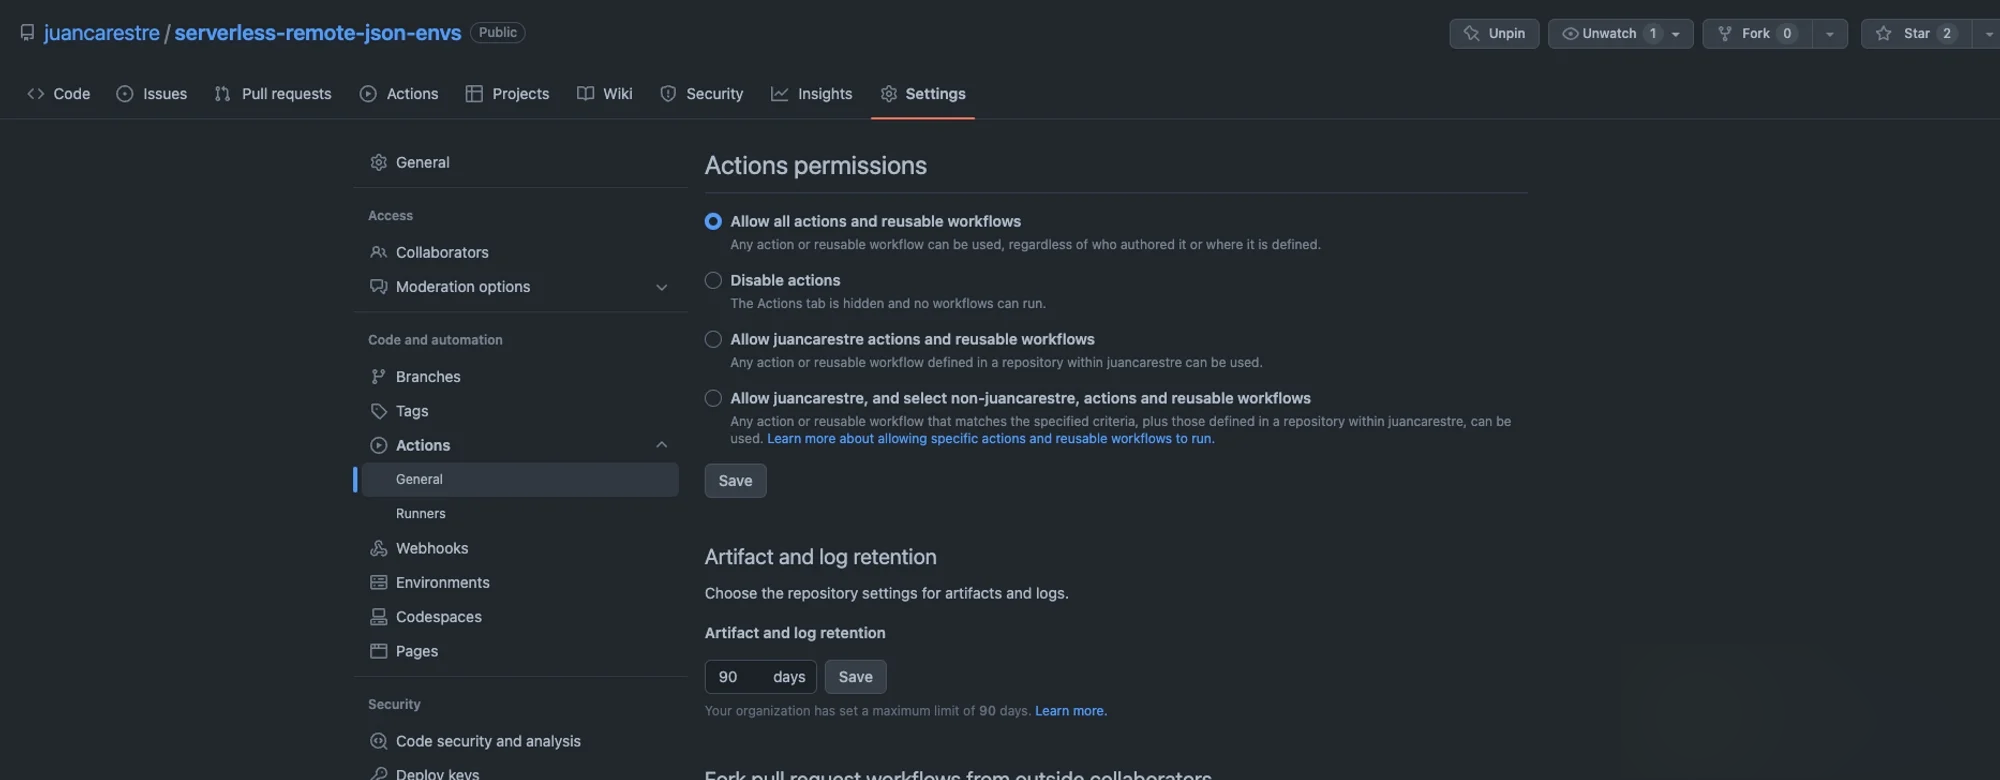 juancarestre / serverless-remote-json-envs Public
Unpin Unwatch 1 Fork 0 Star 2
Code Issues Pull requests Actions Projects Wiki Security Insights Settings
General
Access
Collaborators
Moderation options
Code and automation
Branches
Tags
Actions
General
Runners
Webhooks
Environments
Codespaces
Pages
Security
Code security and analysis
Deploy keys
Actions permissions
Allow all actions and reusable workflows
Any action or reusable workflow can be used, regardless of who authored it or where it is defined.
Disable actions
The Actions tab is hidden and no workflows can run.
Allow juancarestre actions and reusable workflows
Any action or reusable workflow defined in a repository within juancarestre can be used.
Allow juancarestre, and select non-juancarestre, actions and reusable workflows
Any action or reusable workflow that matches the specified criteria, plus those defined in a repository within juancarestre, can be
used. Learn more about allowing specific actions and reusable workflows to run.
Save
Artifact and log retention
Choose the repository settings for artifacts and logs.
Artifact and log retention
90 days Save
Your organization has set a maximum limit of 90 days. Learn more.
Fork pull request workflows from outside collaborators